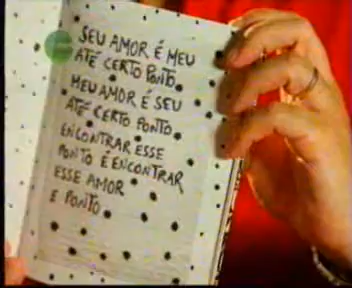 SEU AMOR É MEU
ATÉ CERTO PONTO.
MEU AMOR É SEU
ATÉ CERTO PONTO.
ENCONTRAR ESSE
PONTO É ENCONTRAR
ESSE AMOR
E PONTO.